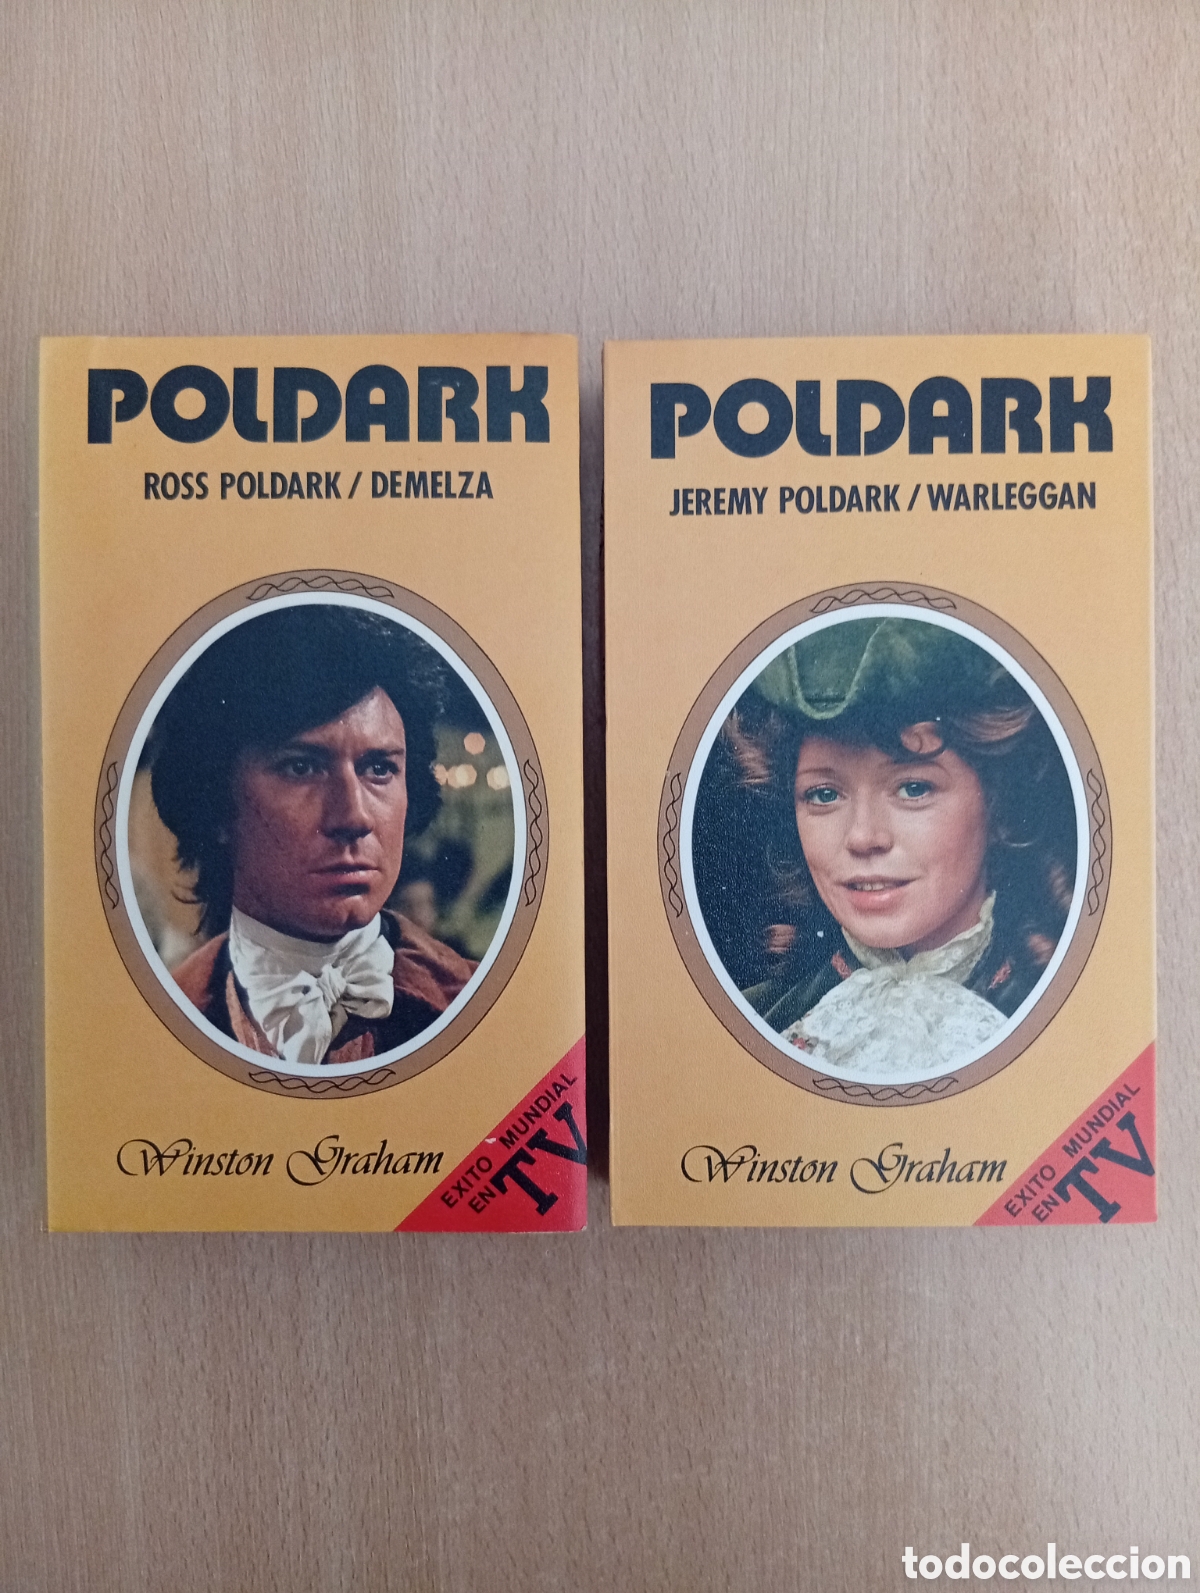 POLDARK
ROSS POLDARK / DEMELZA
Winston Graham
EXITO MUNDIAL
EN TV
POLDARK
JEREMY POLDARK / WARLEGGAN
Winston Graham
EXITO MUNDIAL
EN TV
todocoleccion